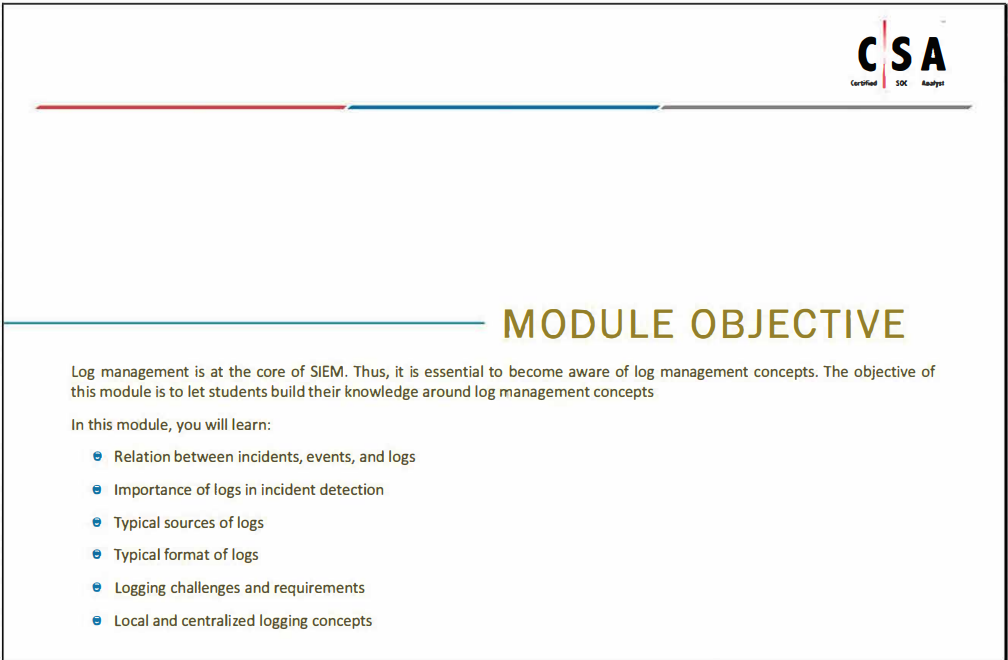 CSA
Certified SOC Analyst
MODULE OBJECTIVE
Log management is at the core of SIEM. Thus, it is essential to become aware of log management concepts. The objective of
this module is to let students build their knowledge around log management concepts
In this module, you will learn:
Relation between incidents, events, and logs
Importance of logs in incident detection
Typical sources of logs
Typical format of logs
Logging challenges and requirements
Local and centralized logging concepts